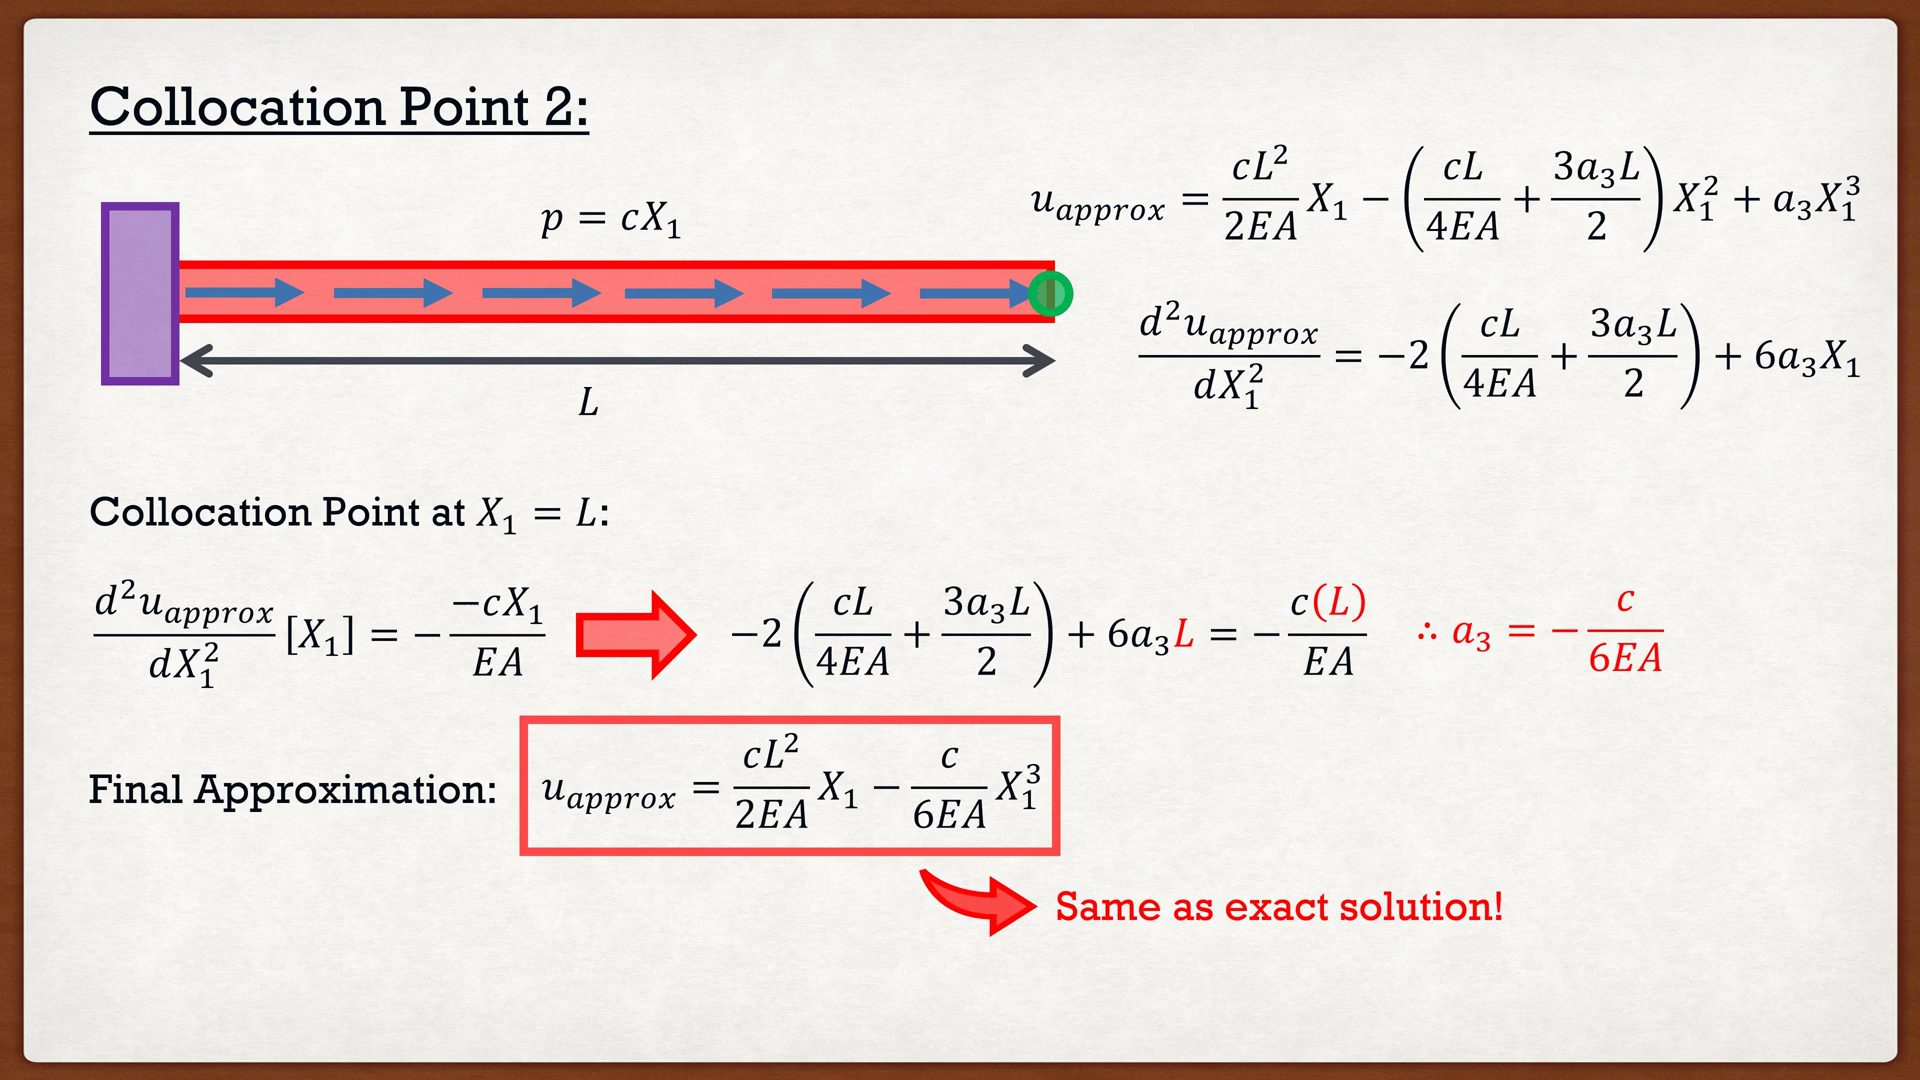 Collocation Point 2:
p = cX₁
L
u_approx = cL²/2EA X₁ − (cL/4EA + 3a₃L/2) X₁² + a₃X₁³
d²u_approx/dX₁² = −2(cL/4EA + 3a₃L/2) + 6a₃X₁
Collocation Point at X₁ = L:
d²u_approx/dX₁² [X₁] = − −cX₁/EA
−2(cL/4EA + 3a₃L/2) + 6a₃L = − c(L)/EA
∴ a₃ = − c/6EA
Final Approximation:
u_approx = cL²/2EA X₁ − c/6EA X₁³
Same as exact solution!